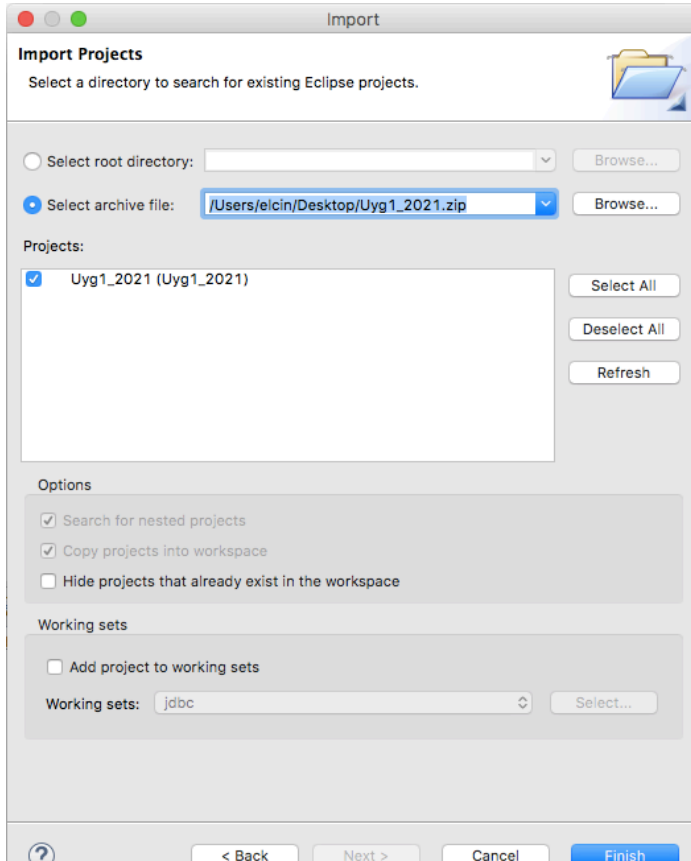 Import
Import Projects
Select a directory to search for existing Eclipse projects.
Select root directory: Browse...
Select archive file: /Users/elcin/Desktop/Uyg1_2021.zip Browse...
Projects:
Uyg1_2021 (Uyg1_2021)
Select All
Deselect All
Refresh
Options
Search for nested projects
Copy projects into workspace
Hide projects that already exist in the workspace
Working sets
Add project to working sets
Working sets: jdbc Select...
? < Back Next > Cancel Finish